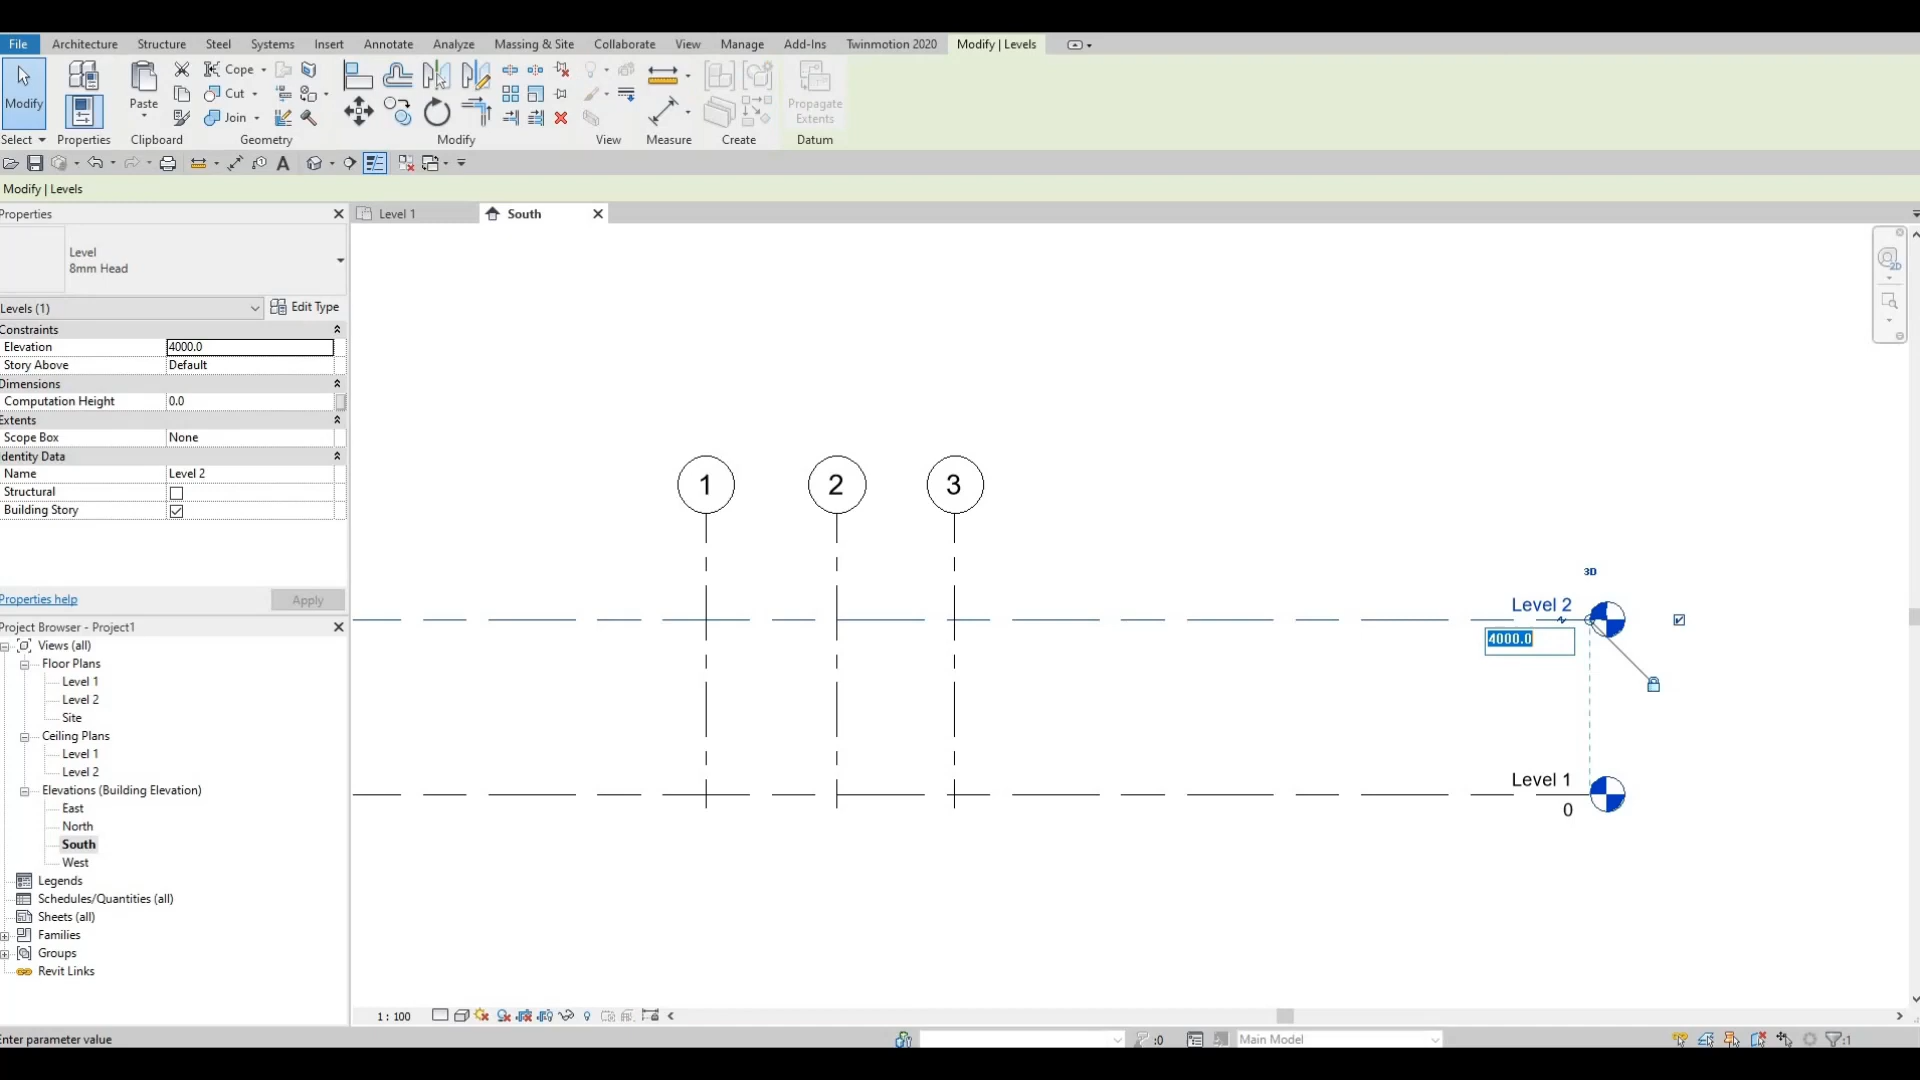 File Architecture Structure Steel Systems Insert Annotate Analyze Massing & Site Collaborate View Manage Add-Ins Twinmotion 2020 Modify | Levels
Modify Paste Cope Cut Join Propagate Extents
Select Properties Clipboard Geometry Modify View Measure Create Datum
Modify | Levels
Properties Level 1 South
Level
8mm Head
Levels (1) Edit Type
Constraints
Elevation 4000.0
Story Above Default
Dimensions
Computation Height 0.0
Extents
Scope Box None
Identity Data
Name Level 2
Structural
Building Story
Properties help Apply
Project Browser - Project1
Views (all)
Floor Plans
Level 1
Level 2
Site
Ceiling Plans
Level 1
Level 2
Elevations (Building Elevation)
East
North
South
West
Legends
Schedules/Quantities (all)
Sheets (all)
Families
Groups
Revit Links
1 2 3
3D
Level 2
4000.0
Level 1
0
2D
1 : 100
Enter parameter value :0 Main Model :1